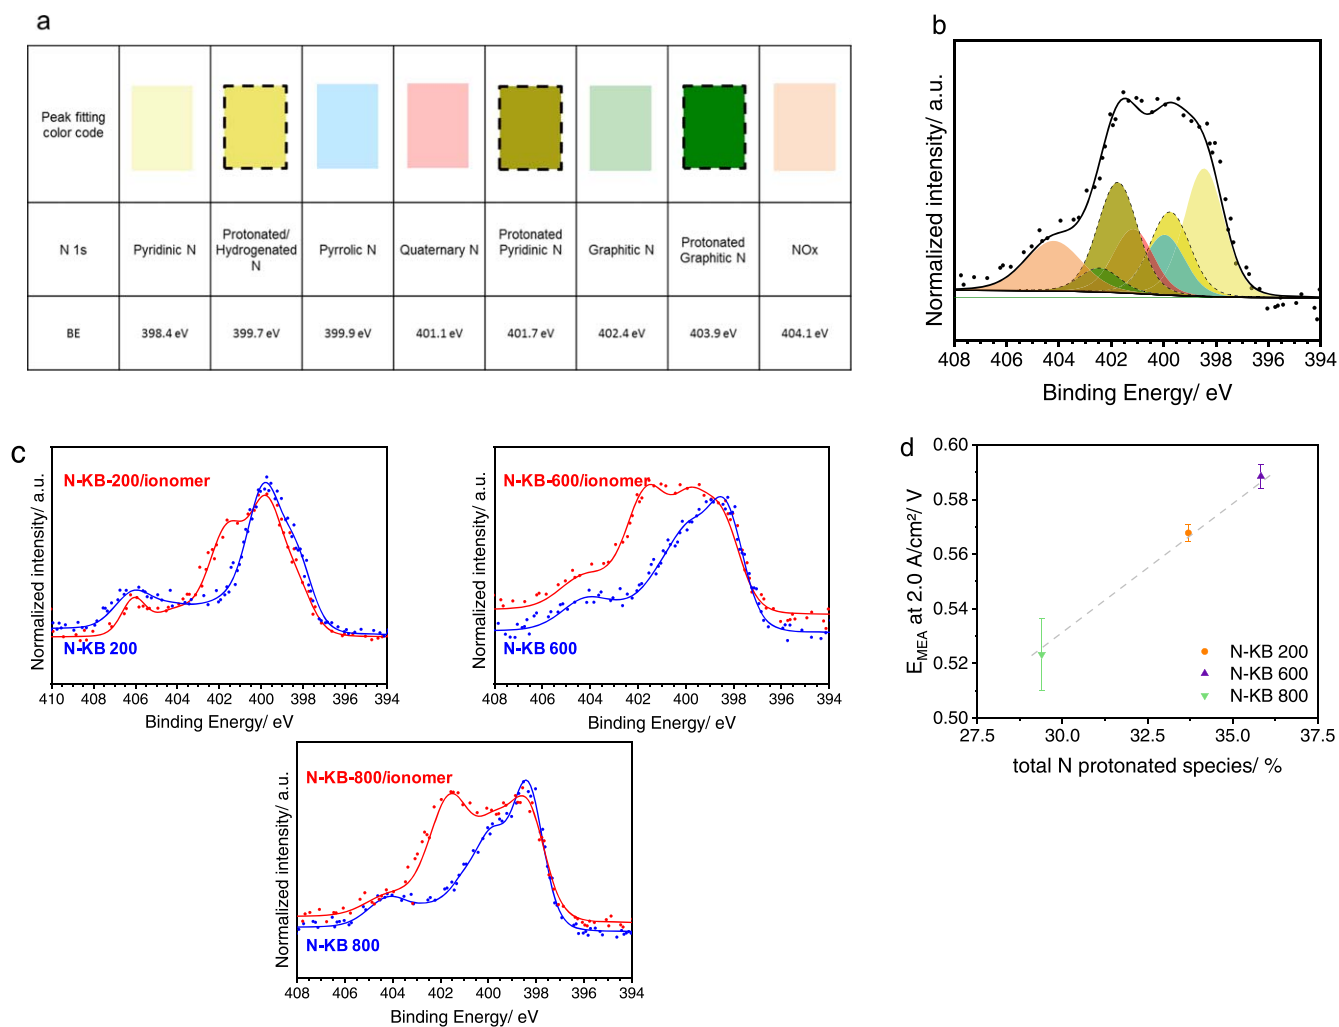 a
Peak fitting
color code
N 1s
Pyridinic N
Protonated/
Hydrogenated
N
Pyrrolic N
Quaternary N
Protonated
Pyridinic N
Graphitic N
Protonated
Graphitic N
NOx
BE
398.4 eV
399.7 eV
399.9 eV
401.1 eV
401.7 eV
402.4 eV
403.9 eV
404.1 eV
b
Normalized intensity/ a.u.
408 406 404 402 400 398 396 394
Binding Energy/ eV
c
N-KB-200/ionomer
N-KB 200
Normalized intensity/ a.u.
410 408 406 404 402 400 398 396 394
Binding Energy/ eV
N-KB-600/ionomer
N-KB 600
Normalized intensity/ a.u.
408 406 404 402 400 398 396 394
Binding Energy/ eV
N-KB-800/ionomer
N-KB 800
Normalized intensity/ a.u.
408 406 404 402 400 398 396 394
Binding Energy/ eV
d
E_MEA at 2.0 A/cm²/ V
0.60
0.58
0.56
0.54
0.52
0.50
N-KB 200
N-KB 600
N-KB 800
27.5 30.0 32.5 35.0 37.5
total N protonated species/ %